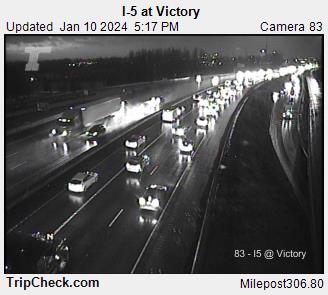 I-5 at Victory
Updated Jan 10 2024 5:17 PM Camera 83
T
83 - I5 @ Victory
N
TripCheck.com Milepost306.80